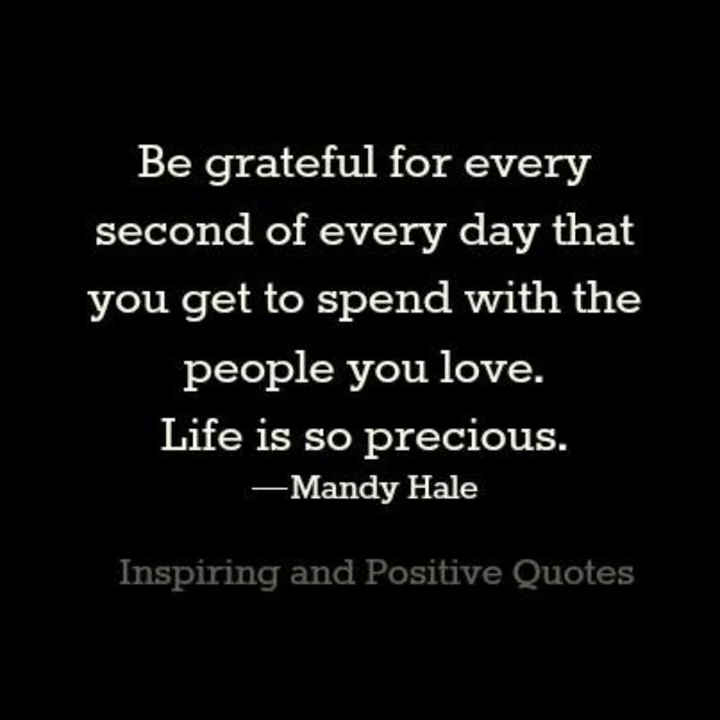 Be grateful for every
second of every day that
you get to spend with the
people you love.
Life is so precious.
—Mandy Hale
Inspiring and Positive Quotes